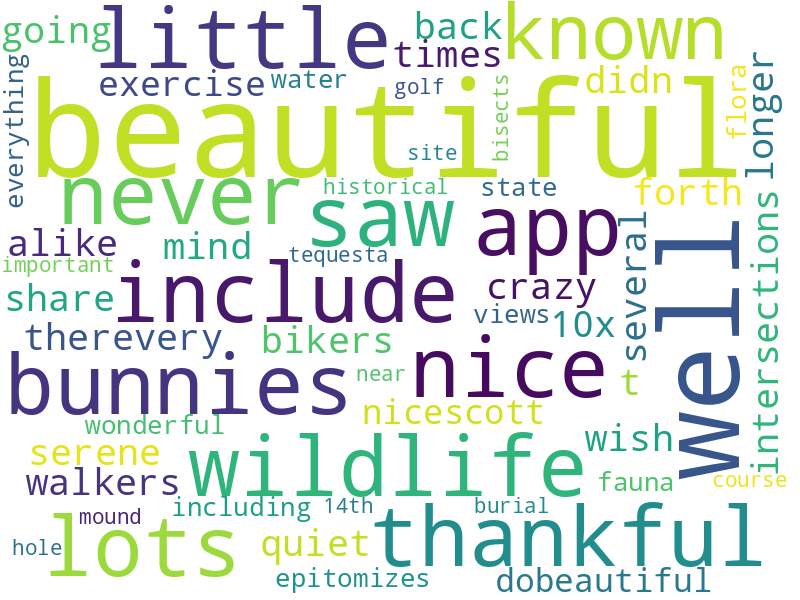 going little back known
times
exercise water golf didn
everything beautiful bisects flora longer
site
never historical saw state forth
alike mind tequesta app
important include crazy
share views 10x several well intersections
therevery bikers
bunnies near nice t
wonderful nicescott
serene wildlife wish
walkers fauna course
including 14th burial
mound lots thankful
hole quiet
epitomizes dobeautiful